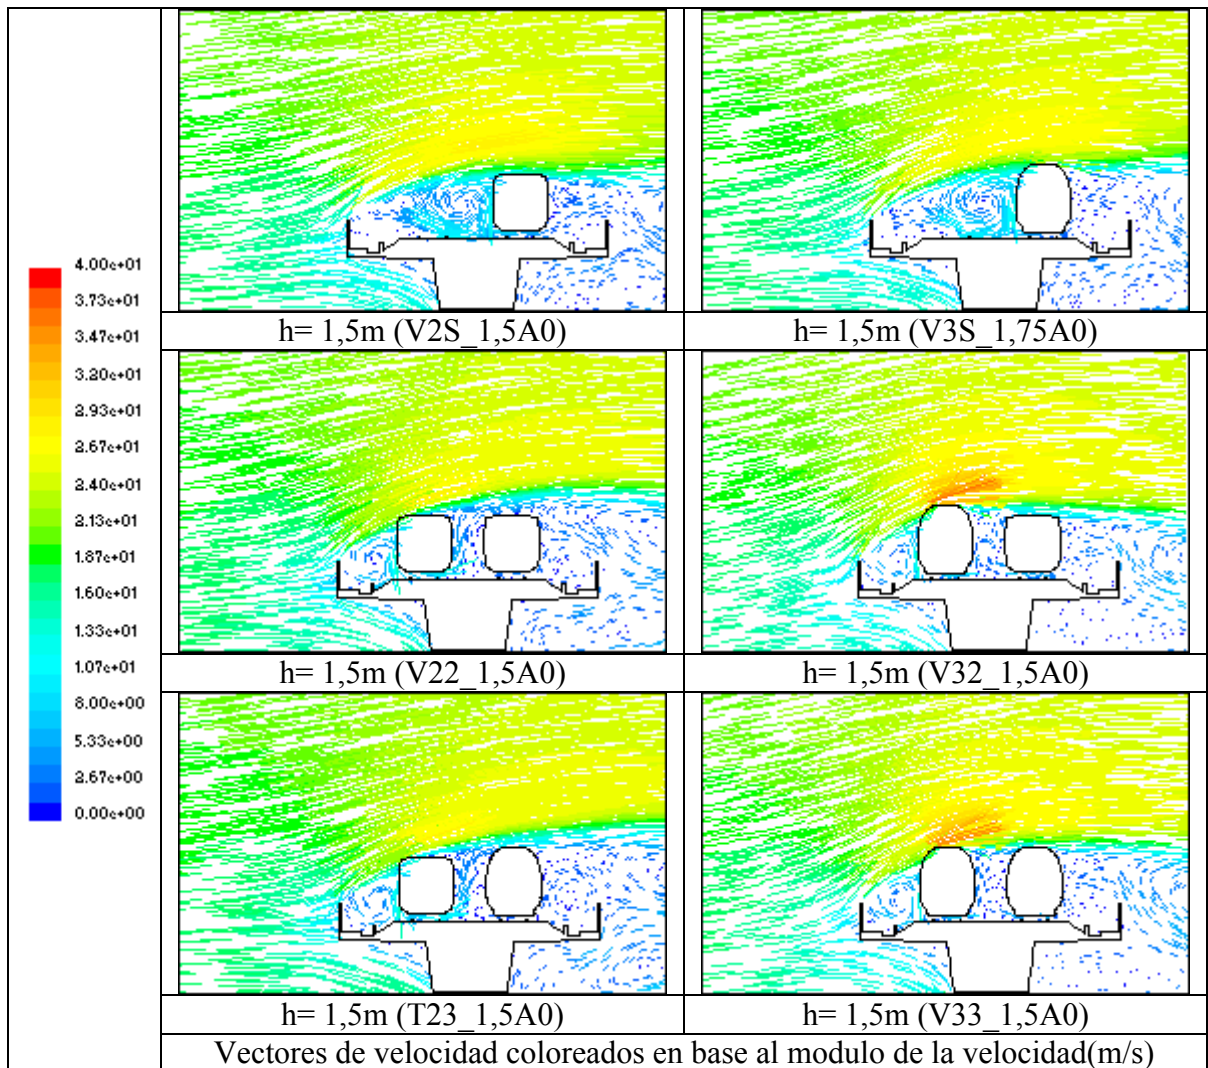 4.00e+01
3.73e+01
3.47e+01
3.20e+01
2.93e+01
2.67e+01
2.40e+01
2.13e+01
1.87e+01
1.60e+01
1.33e+01
1.07e+01
8.00e+00
5.33e+00
2.67e+00
0.00e+00
h= 1,5m (V2S_1,5A0)
h= 1,5m (V3S_1,75A0)
h= 1,5m (V22_1,5A0)
h= 1,5m (V32_1,5A0)
h= 1,5m (T23_1,5A0)
h= 1,5m (V33_1,5A0)
Vectores de velocidad coloreados en base al modulo de la velocidad(m/s)